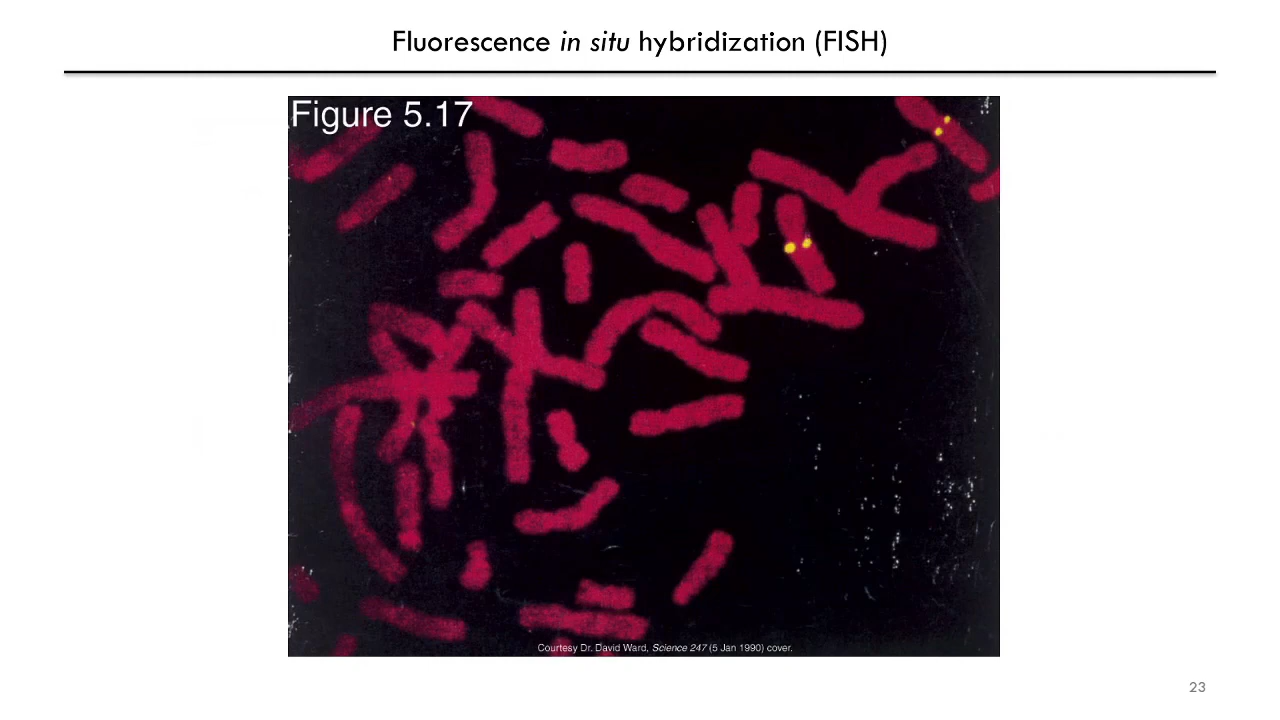 Fluorescence in situ hybridization (FISH)
Figure 5.17
Courtesy Dr. David Ward, Science 247 (5 Jan 1990) cover.
23